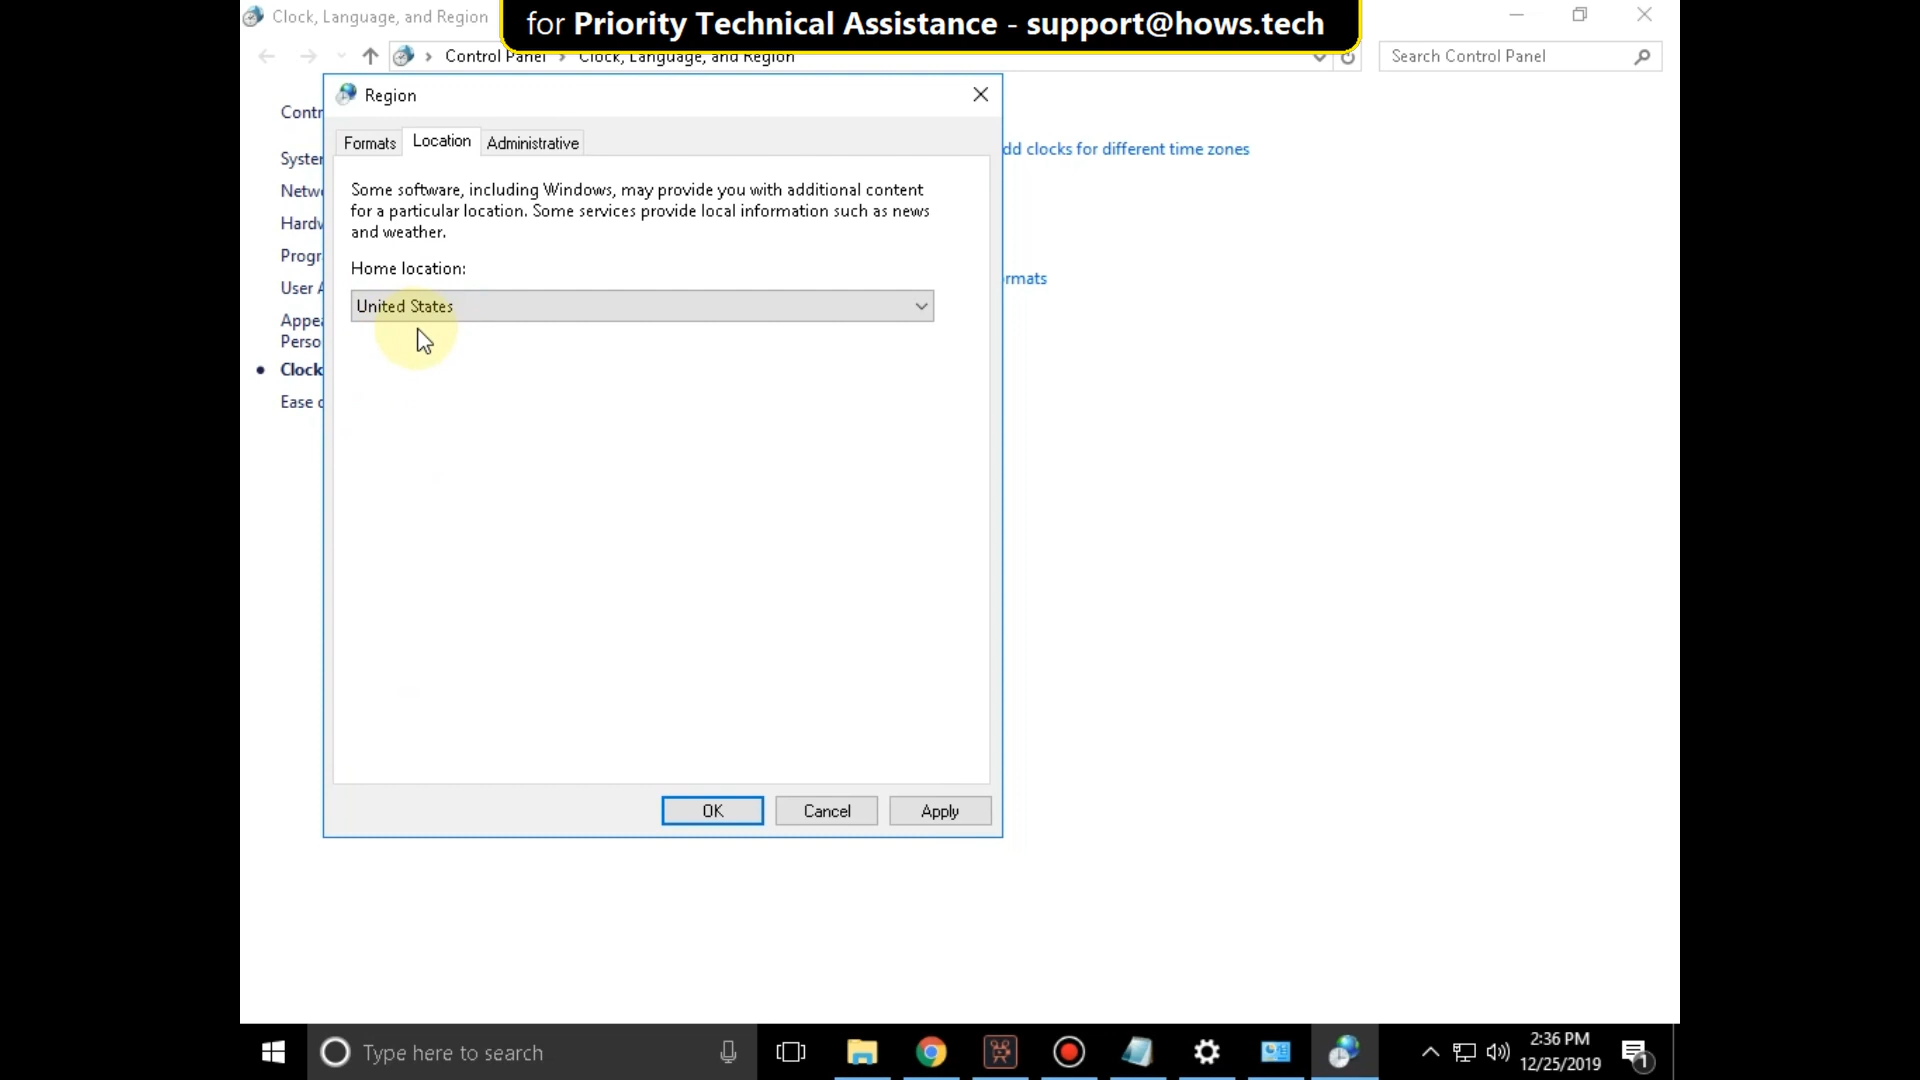 Clock, Language, and Region
for Priority Technical Assistance - support@hows.tech
Control Panel > Clock, Language, and Region
Search Control Panel
Contr
System
Netw
Hardw
Progr
User A
Appea
Perso
Clock
Ease o
dd clocks for different time zones
rmats
Region
Formats
Location
Administrative
Some software, including Windows, may provide you with additional content
for a particular location. Some services provide local information such as news
and weather.
Home location:
United States
OK
Cancel
Apply
Type here to search
2:36 PM
12/25/2019
1